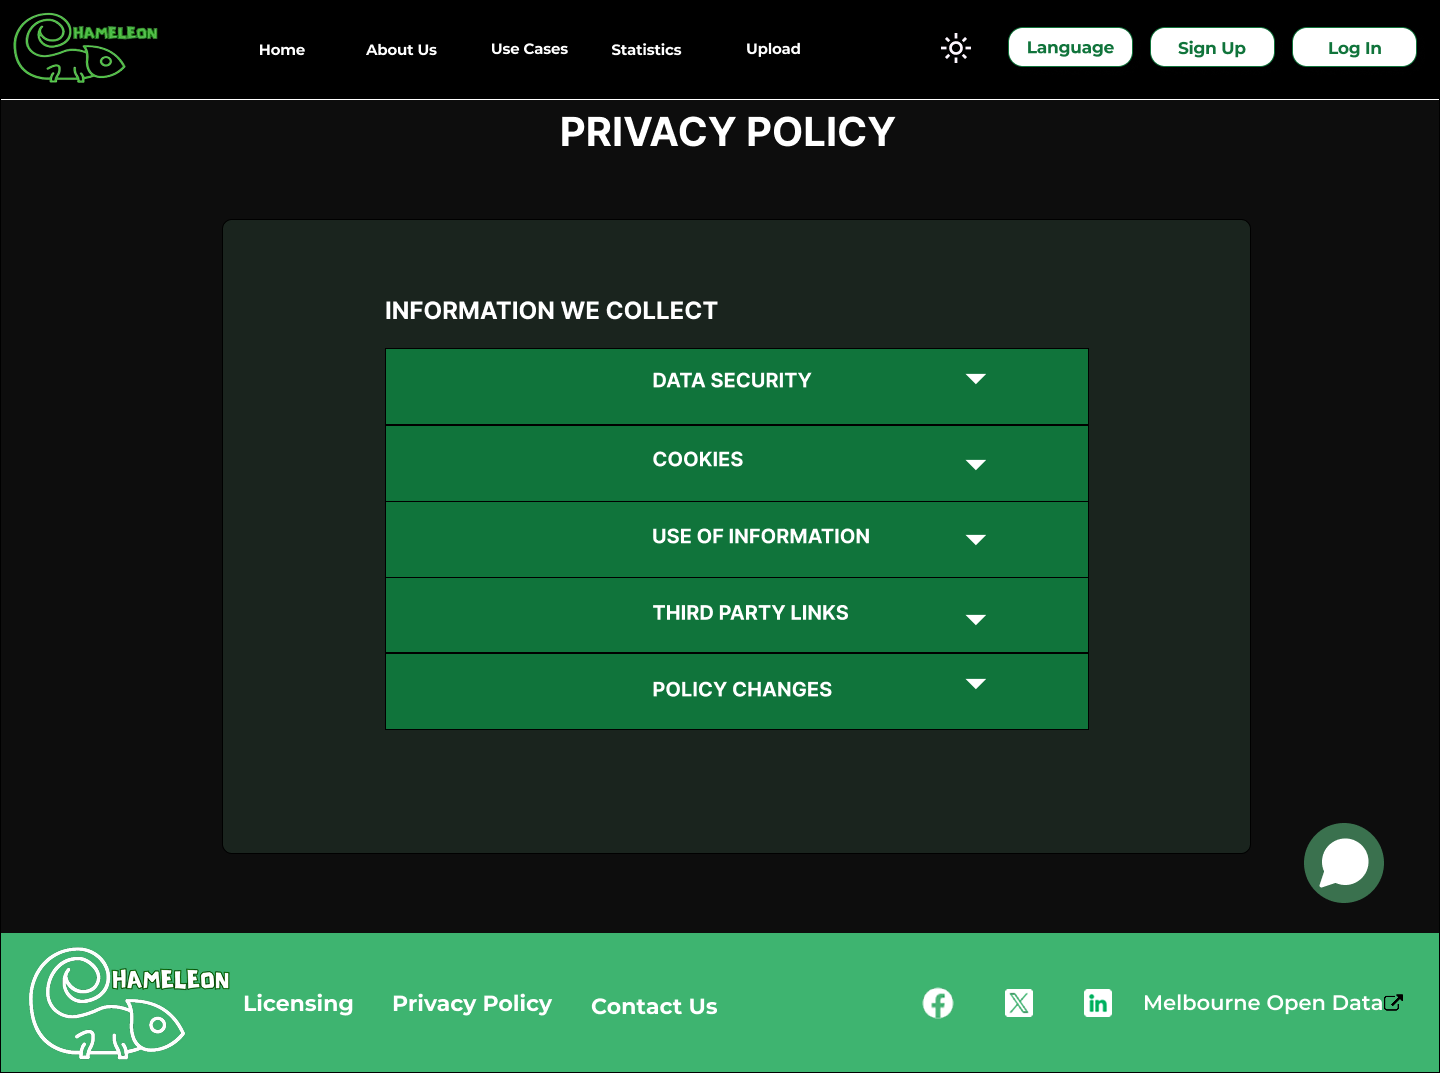 HAMELEON
Home
About Us
Use Cases
Statistics
Upload
Language
Sign Up
Log In
PRIVACY POLICY
INFORMATION WE COLLECT
DATA SECURITY
COOKIES
USE OF INFORMATION
THIRD PARTY LINKS
POLICY CHANGES
HAMELEON
Licensing
Privacy Policy
Contact Us
in
Melbourne Open Data